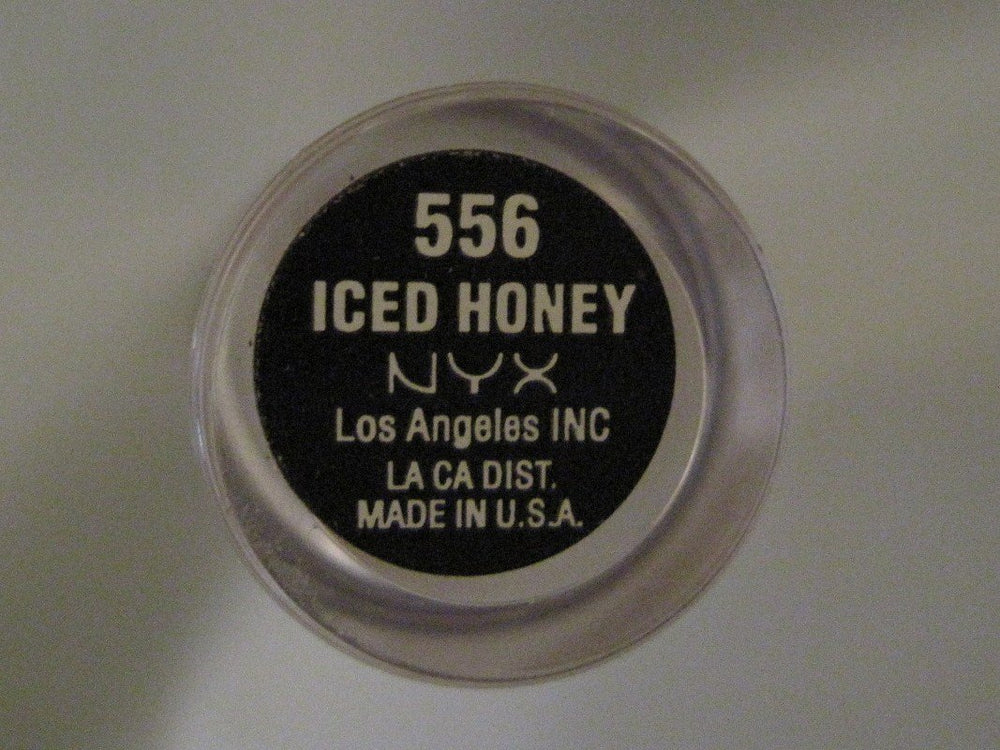 556
ICED HONEY
NYX
Los Angeles INC
LA CA DIST.
MADE IN U.S.A.